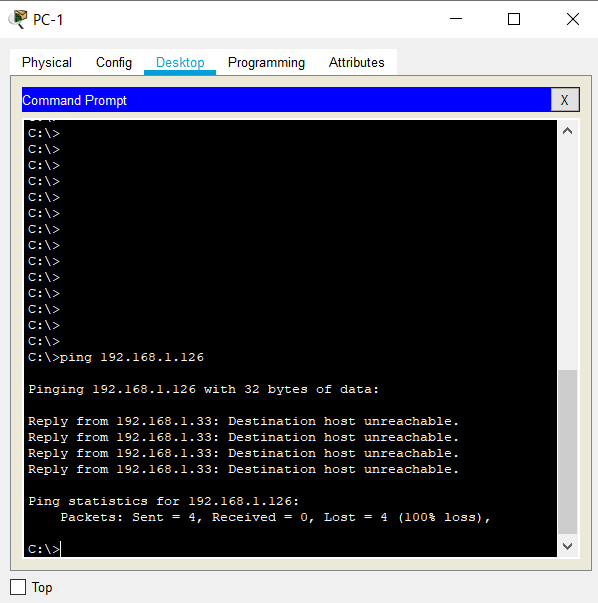 PC-1
Physical Config Desktop Programming Attributes
Command Prompt X
C:\>
C:\>
C:\>
C:\>
C:\>
C:\>
C:\>
C:\>
C:\>
C:\>
C:\>
C:\>
C:\>
C:\>
C:\>ping 192.168.1.126
Pinging 192.168.1.126 with 32 bytes of data:
Reply from 192.168.1.33: Destination host unreachable.
Reply from 192.168.1.33: Destination host unreachable.
Reply from 192.168.1.33: Destination host unreachable.
Reply from 192.168.1.33: Destination host unreachable.
Ping statistics for 192.168.1.126:
Packets: Sent = 4, Received = 0, Lost = 4 (100% loss),
C:\>
Top